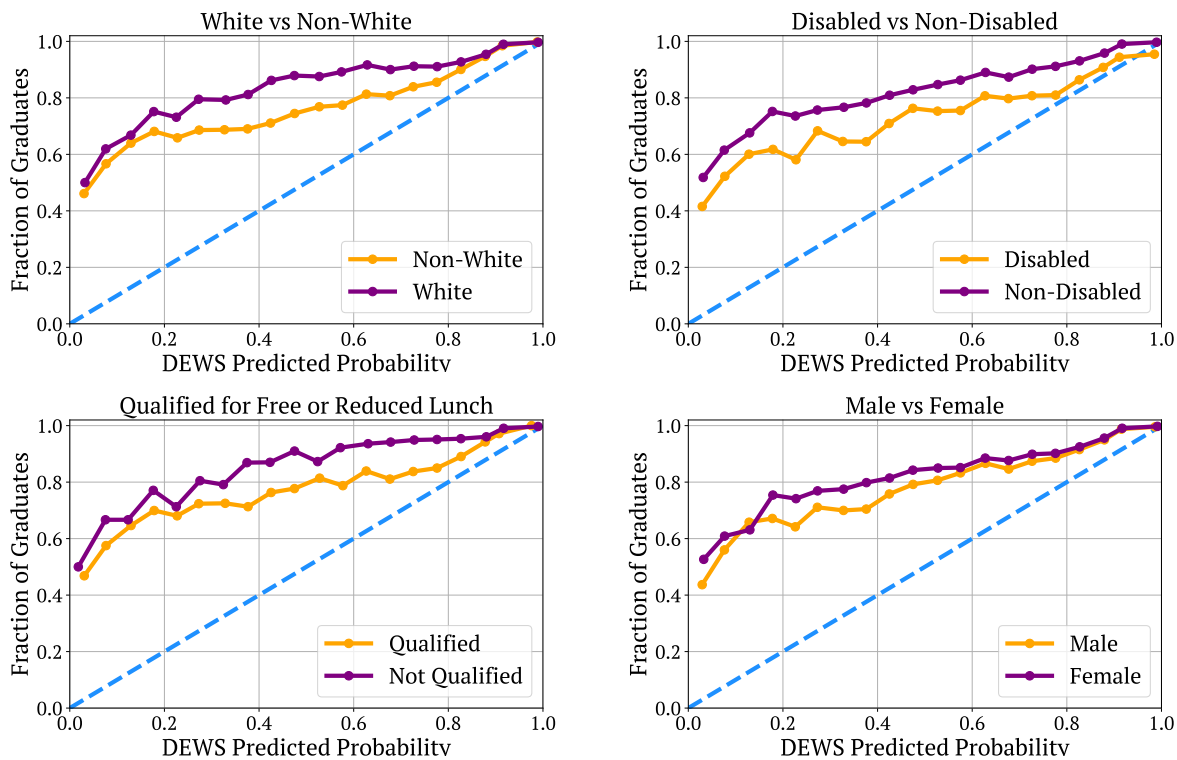 White vs Non-White
Fraction of Graduates
1.0
0.8
0.6
0.4
0.2
0.0
0.0 0.2 0.4 0.6 0.8 1.0
DEWS Predicted Probability
Non-White
White
Disabled vs Non-Disabled
Fraction of Graduates
1.0
0.8
0.6
0.4
0.2
0.0
0.0 0.2 0.4 0.6 0.8 1.0
DEWS Predicted Probability
Disabled
Non-Disabled
Qualified for Free or Reduced Lunch
Fraction of Graduates
1.0
0.8
0.6
0.4
0.2
0.0
0.0 0.2 0.4 0.6 0.8 1.0
DEWS Predicted Probability
Qualified
Not Qualified
Male vs Female
Fraction of Graduates
1.0
0.8
0.6
0.4
0.2
0.0
0.0 0.2 0.4 0.6 0.8 1.0
DEWS Predicted Probability
Male
Female